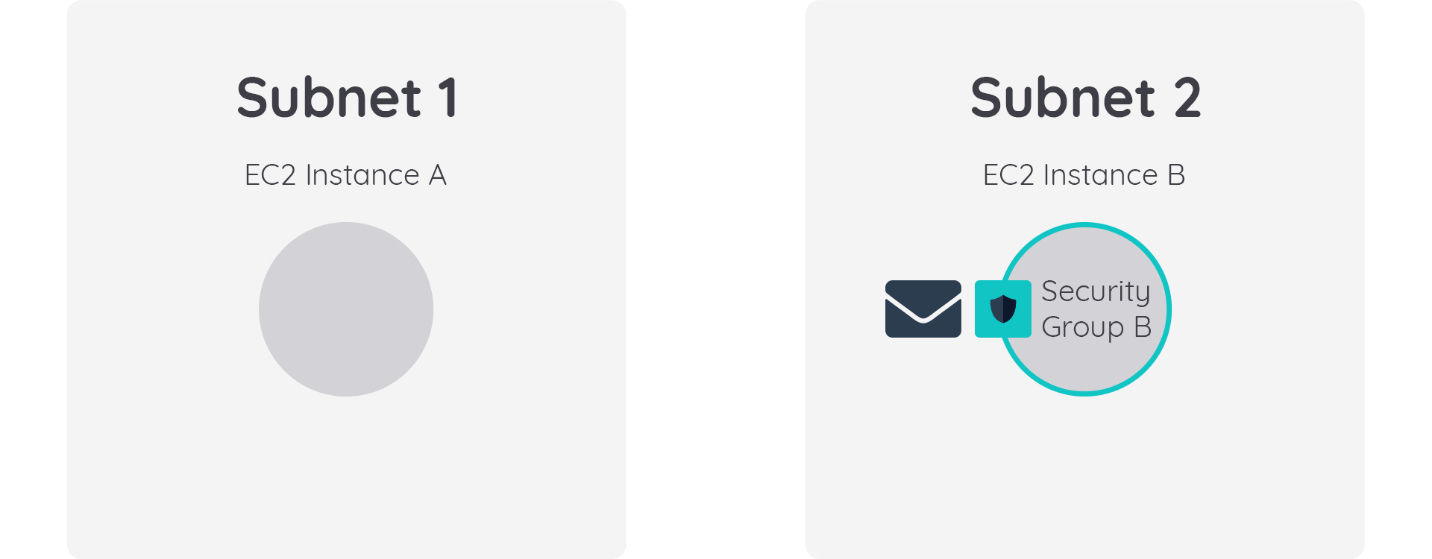 Subnet 1
EC2 Instance A
Subnet 2
EC2 Instance B
Security
Group B